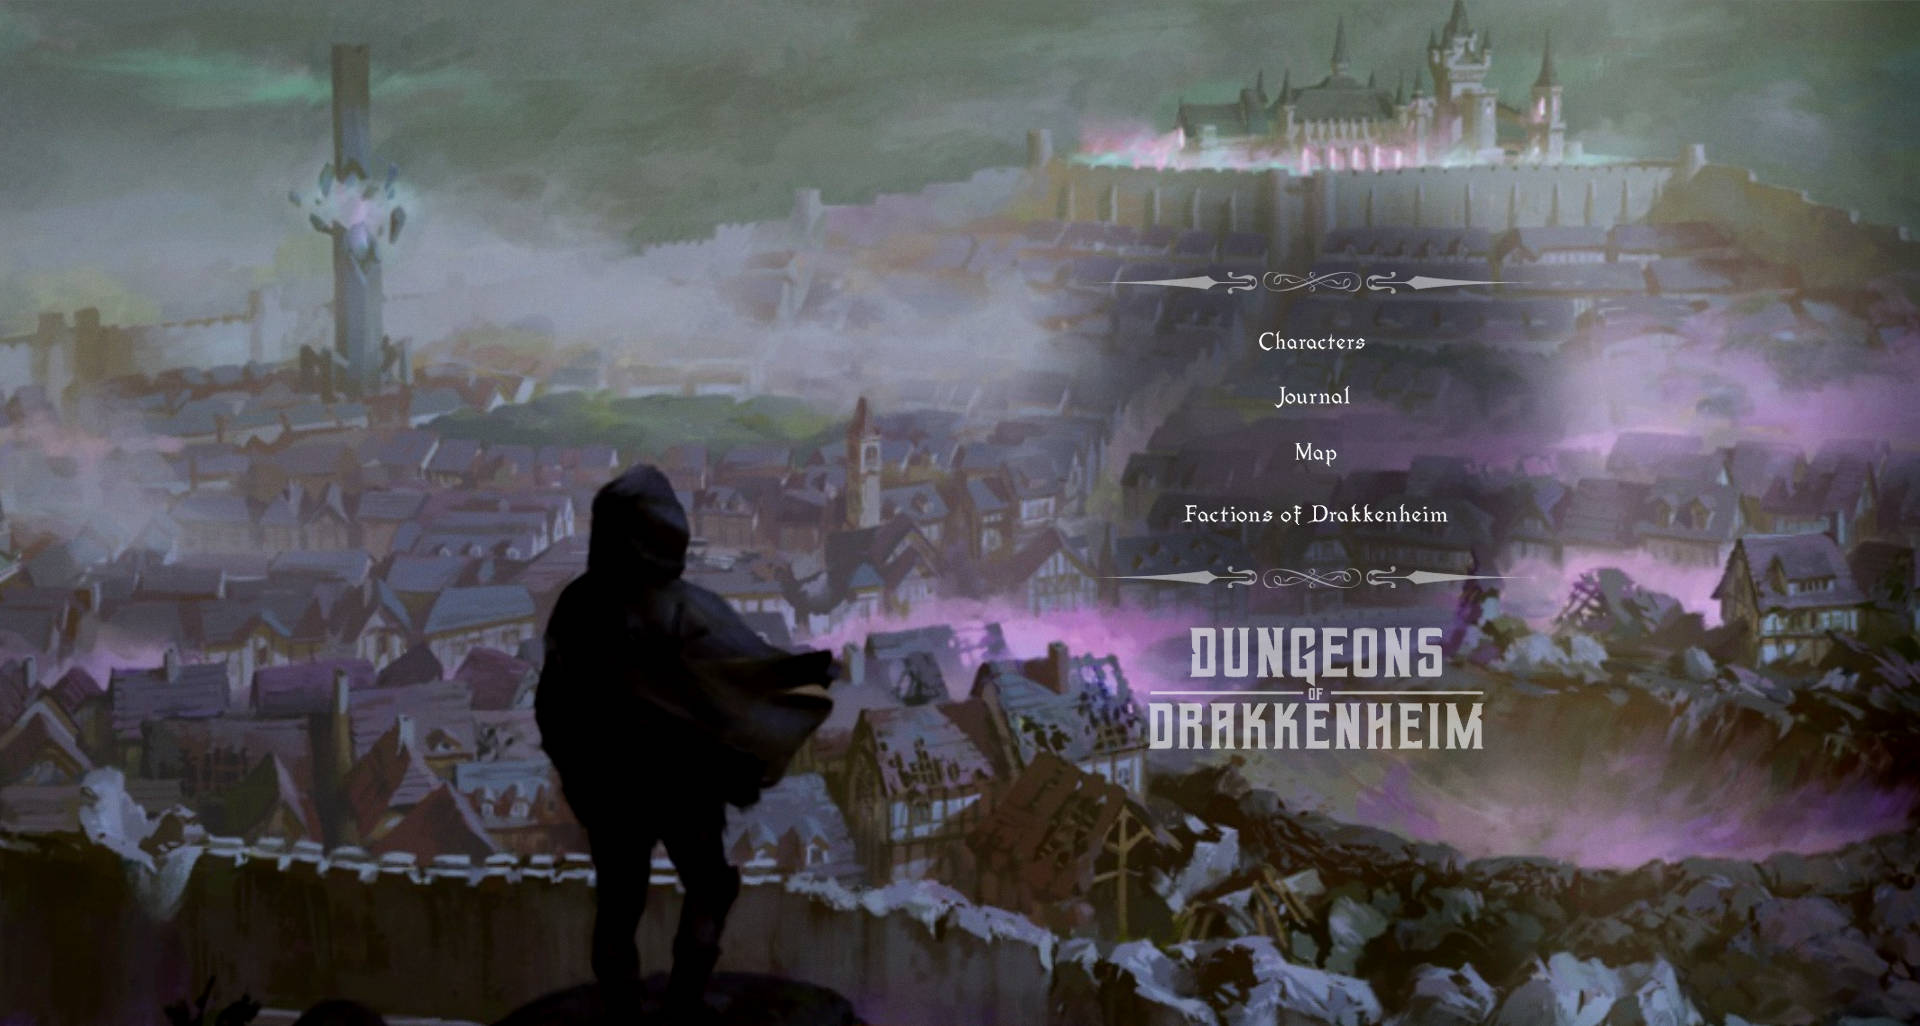 Characters
Journal
Map
Factions of Drakkenheim
DUNGEONS
OF
DRAKKENHEIM